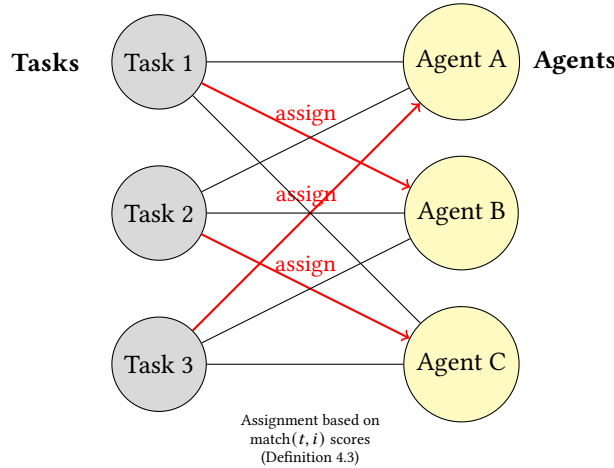 Tasks
Task 1
Agent A
Agents
assign
assign
Task 2
Agent B
assign
Task 3
Agent C
Assignment based on
match(t, i) scores
(Definition 4.3)